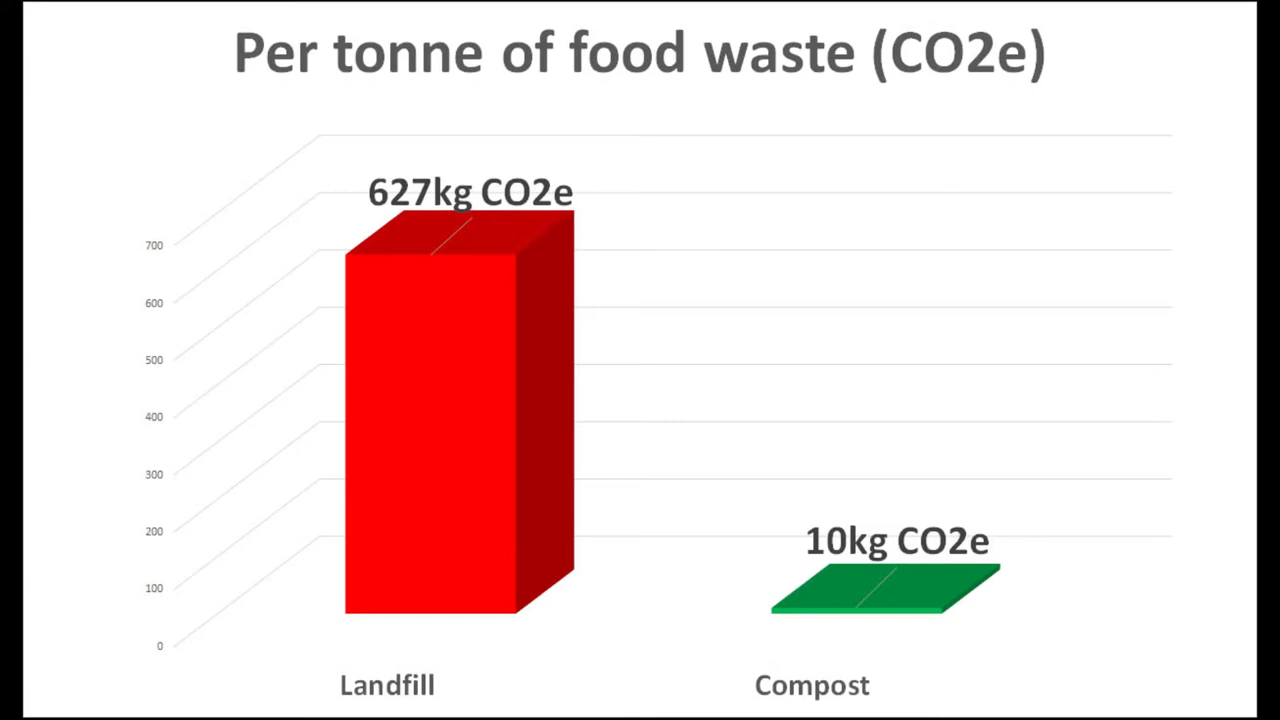 Per tonne of food waste (CO2e)
627kg CO2e
700
600
500
400
300
200
100
0
10kg CO2e
Landfill
Compost